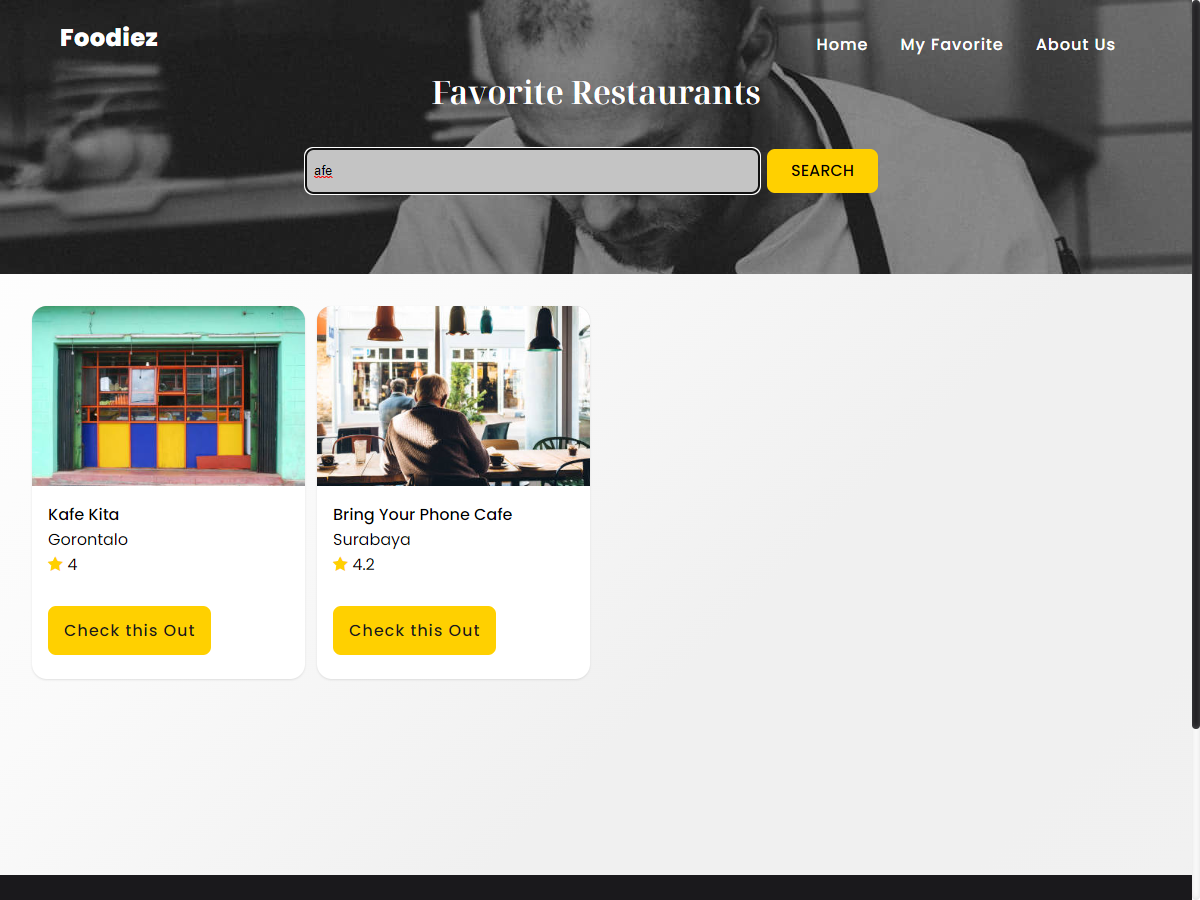 Foodiez
Home My Favorite About Us
Favorite Restaurants
afe
SEARCH
Kafe Kita
Gorontalo
4
Check this Out
Bring Your Phone Cafe
Surabaya
4.2
Check this Out